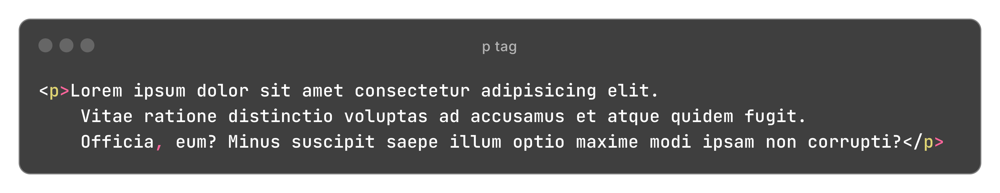 p tag
<p>Lorem ipsum dolor sit amet consectetur adipisicing elit.
Vitae ratione distinctio voluptas ad accusamus et atque quidem fugit.
Officia, eum? Minus suscipit saepe illum optio maxime modi ipsam non corrupti?</p>